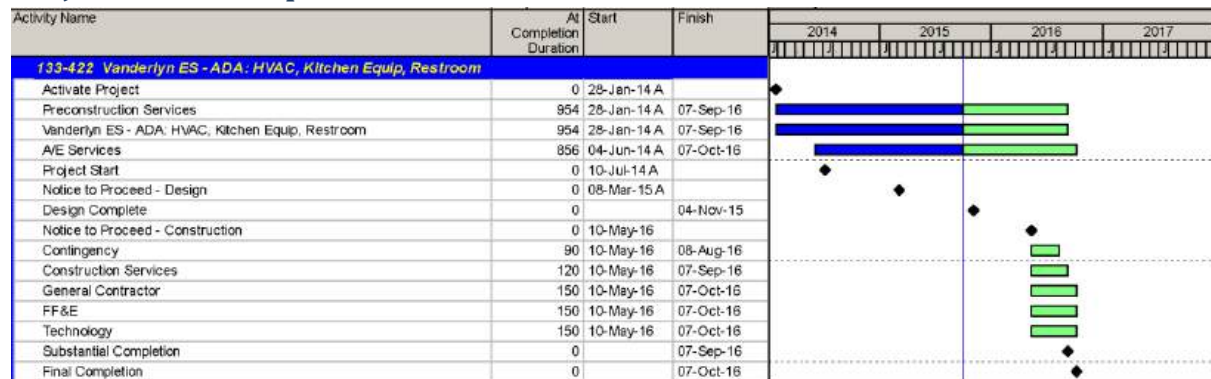 Activity Name At Completion Duration Start Finish
2014 2015 2016 2017
J J J J J J J J
133-422 Vanderlyn ES - ADA: HVAC, Kitchen Equip, Restroom
Activate Project 0 28-Jan-14 A
Preconstruction Services 954 28-Jan-14 A 07-Sep-16
Vanderlyn ES - ADA: HVAC, Kitchen Equip, Restroom 954 28-Jan-14 A 07-Sep-16
A/E Services 856 04-Jun-14 A 07-Oct-16
Project Start 0 10-Jul-14 A
Notice to Proceed - Design 0 08-Mar-15 A
Design Complete 0 04-Nov-15
Notice to Proceed - Construction 0 10-May-16
Contingency 90 10-May-16 08-Aug-16
Construction Services 120 10-May-16 07-Sep-16
General Contractor 150 10-May-16 07-Oct-16
FF&E 150 10-May-16 07-Oct-16
Technology 150 10-May-16 07-Oct-16
Substantial Completion 0 07-Sep-16
Final Completion 0 07-Oct-16